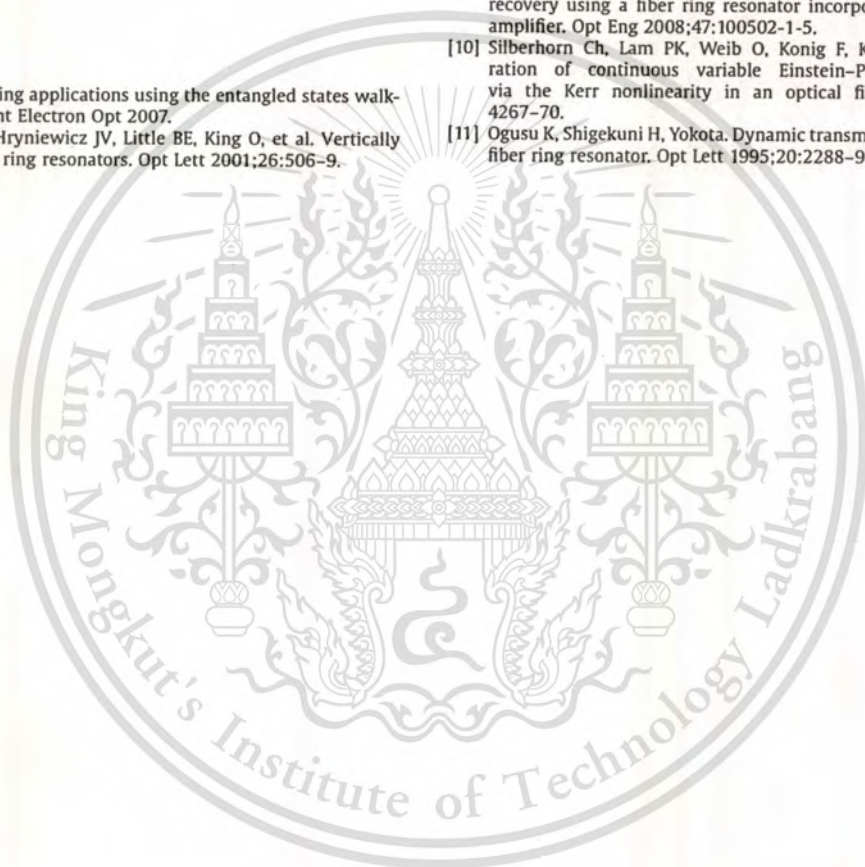 recovery using a fiber ring resonator incorpo
amplifier. Opt Eng 2008;47:100502-1-5.
[10] Silberhorn Ch, Lam PK, Weib O, Konig F, K
ration of continuous variable Einstein–P
via the Kerr nonlinearity in an optical fi
4267–70.
[11] Ogusu K, Shigekuni H, Yokota. Dynamic transm
fiber ring resonator. Opt Lett 1995;20:2288–9
ing applications using the entangled states walk-
nt Electron Opt 2007.
Hryniewicz JV, Little BE, King O, et al. Vertically
ring resonators. Opt Lett 2001;26:506–9.
King Mongkut's Institute of Technology Ladkrabang